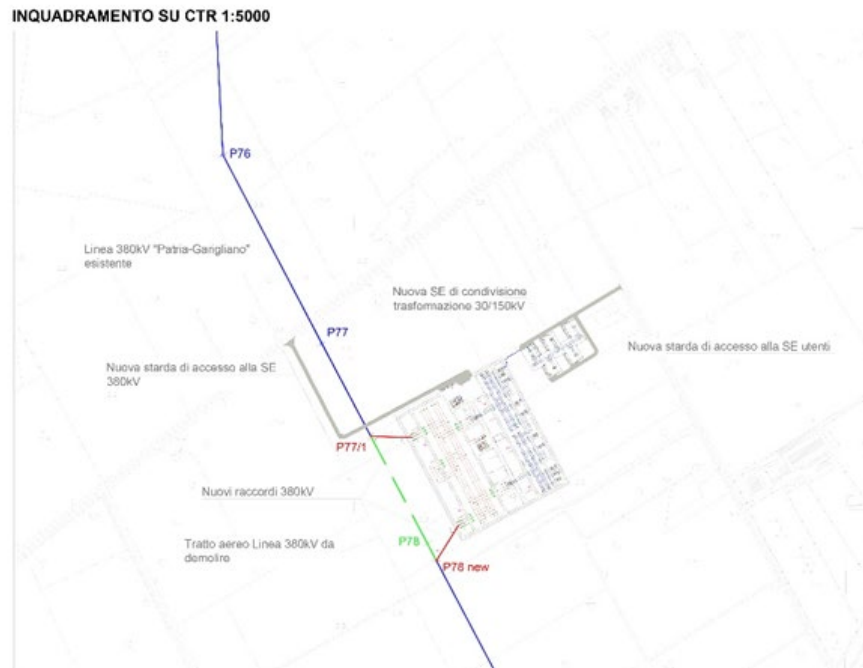 INQUADRAMENTO SU CTR 1:5000
P76
Linea 380kV "Patria-Garigliano"
esistente
Nuova SE di condivisione
trasformazione 30/150kV
P77
Nuova starda di accesso alla SE utenti
Nuova starda di accesso alla SE
380kV
P77/1
Nuovi raccordi 380kV
P78
Tratto aereo Linea 380kV da
demolire
P78 new